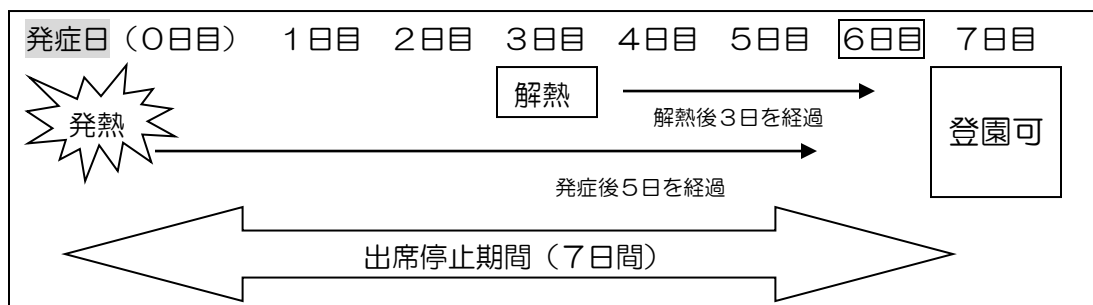 発症日（０日目） １日目 ２日目 ３日目 ４日目 ５日目 ６日目 ７日目
発熱
解熱
解熱後３日を経過
登園可
発症後５日を経過
出席停止期間（７日間）